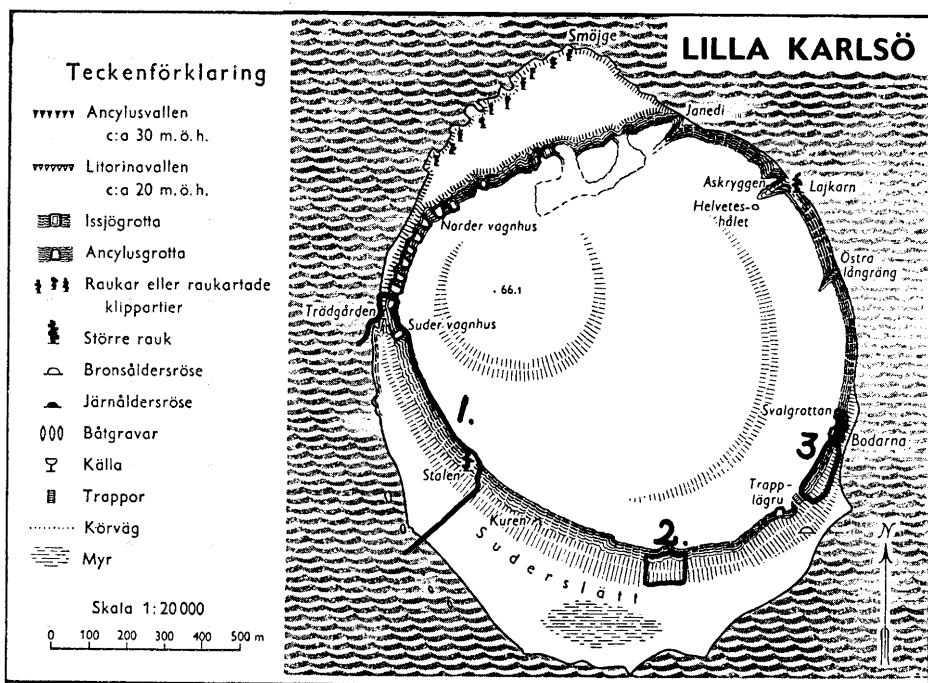 LILLA KARLSÖ
Teckenförklaring
Ancylusvallen
c:a 30 m.ö.h.
Litorinavallen
c:a 20 m.ö.h.
Issjögrotta
Ancylusgrotta
Raukar eller raukartade
klippartier
Större rauk
Bronsåldersröse
Järnåldersröse
Båtgravar
Källa
Trappor
Körväg
Myr
Skala 1:20000
0 100 200 300 400 500 m
Smöjge
Janedi
Askryggen
Lajkarn
Helvetes-
hålet
Norder vagnhus
Östra
långräng
66.1
Trädgården
Suder vagnhus
1.
Svalgrottan
Bodarna
3
Stalen
Trapp-
lägru
Kuren
2.
Suderslätt
N